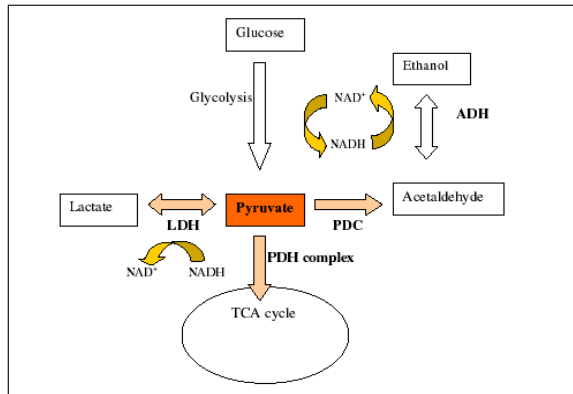 Glucose
Ethanol
Glycolysis
NAD+
ADH
NADH
Lactate
Pyruvate
Acetaldehyde
LDH
PDC
NAD+
NADH
PDH complex
TCA cycle